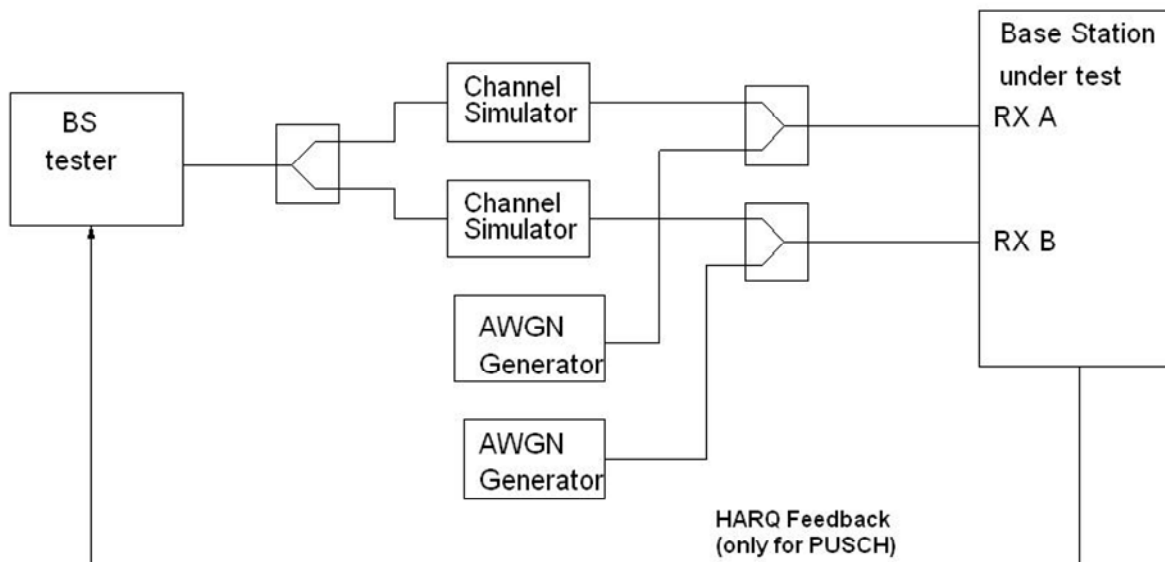 BS
tester
Channel
Simulator
Channel
Simulator
AWGN
Generator
AWGN
Generator
Base Station
under test
RX A
RX B
HARQ Feedback
(only for PUSCH)